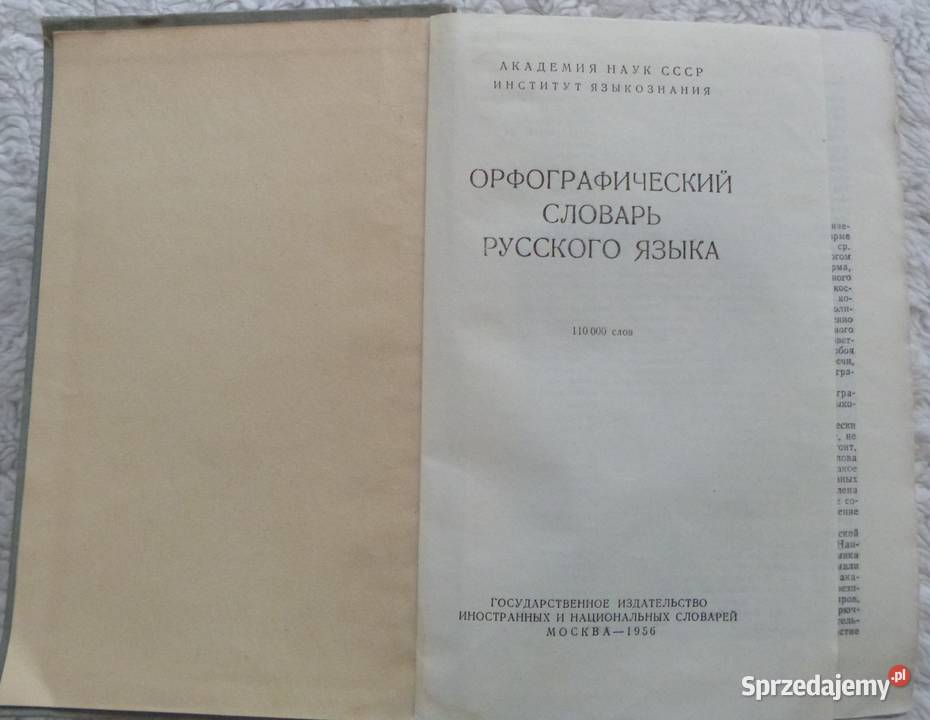 АКАДЕМИЯ НАУК СССР
ИНСТИТУТ ЯЗЫКОЗНАНИЯ
ОРФОГРАФИЧЕСКИЙ
СЛОВАРЬ
РУССКОГО ЯЗЫКА
110 000 слов
ГОСУДАРСТВЕННОЕ ИЗДАТЕЛЬСТВО
ИНОСТРАННЫХ И НАЦИОНАЛЬНЫХ СЛОВАРЕЙ
МОСКВА—1956
Sprzedajemy.pl